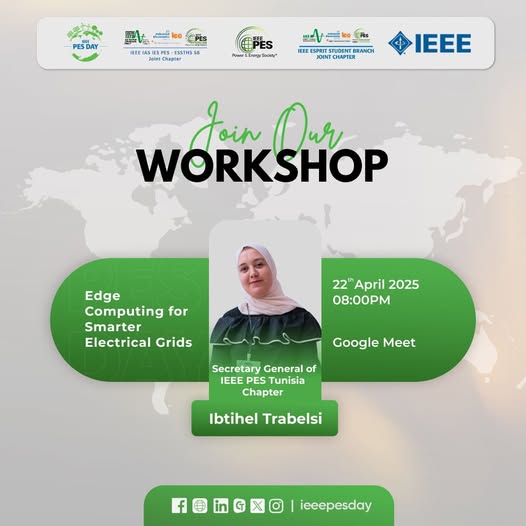 IEEE
PES DAY
IEEE IAS IES PES - ESSTHS SB
Joint Chapter
IEEE
PES
Power & Energy Society®
IEEE ESPRIT STUDENT BRANCH
JOINT CHAPTER
IEEE
Join Our
WORKSHOP
Edge
Computing for
Smarter
Electrical Grids
22th April 2025
08:00PM
Google Meet
Secretary General of
IEEE PES Tunisia
Chapter
Ibtihel Trabelsi
| ieeepesday